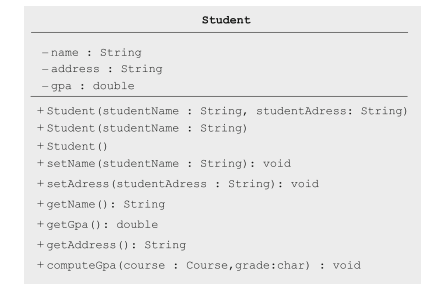 Student
-name : String
-address : String
-gpa : double
+Student(studentName : String, studentAdress: String)
+Student(studentName : String)
+Student()
+setName(studentName : String): void
+setAdress(studentAdress : String): void
+getName(): String
+getGpa(): double
+getAddress(): String
+computeGpa(course : Course,grade:char) : void